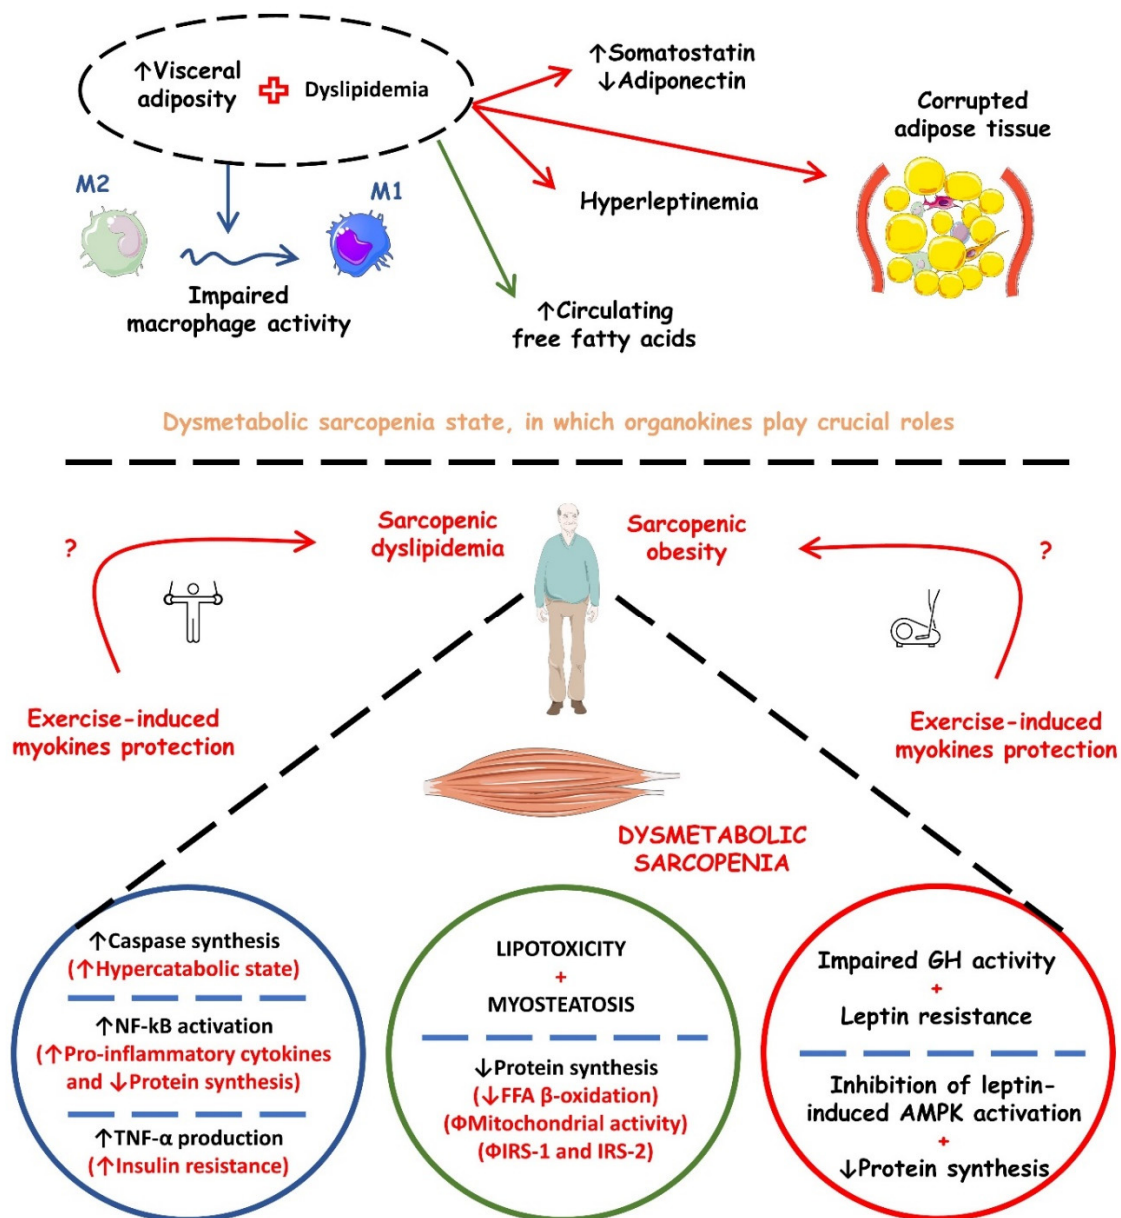 ↑Visceral
adiposity
Dyslipidemia
↑Somatostatin
↓Adiponectin
Corrupted
adipose tissue
M2
M1
Hyperleptinemia
Impaired
macrophage activity
↑Circulating
free fatty acids
Dysmetabolic sarcopenia state, in which organokines play crucial roles
?
Sarcopenic
dyslipidemia
Sarcopenic
obesity
?
Exercise-induced
myokines protection
Exercise-induced
myokines protection
DYSMETABOLIC
SARCOPENIA
↑Caspase synthesis
(↑Hypercatabolic state)
↑NF-kB activation
(↑Pro-inflammatory cytokines
and ↓Protein synthesis)
↑TNF-α production
(↑Insulin resistance)
LIPOTOXICITY
+
MYOSTEATOSIS
↓Protein synthesis
(↓FFA β-oxidation)
(ΦMitochondrial activity)
(ΦIRS-1 and IRS-2)
Impaired GH activity
+
Leptin resistance
Inhibition of leptin-
induced AMPK activation
+
↓Protein synthesis